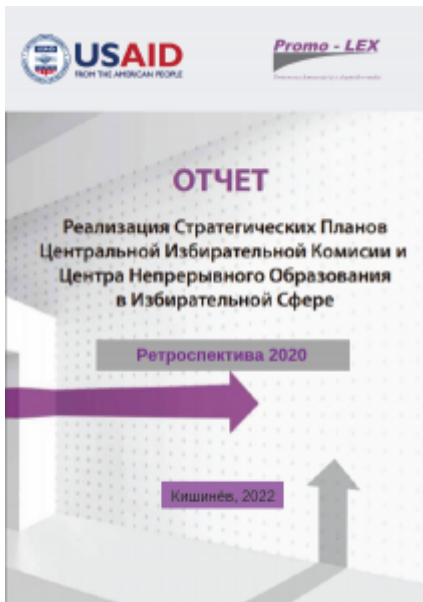 USAID
FROM THE AMERICAN PEOPLE
Promo - LEX
ОТЧЕТ
Реализация Стратегических Планов
Центральной Избирательной Комисии и
Центра Непрерывного Образования
в Избирательной Сфере
Ретроспектива 2020
Кишинёв, 2022